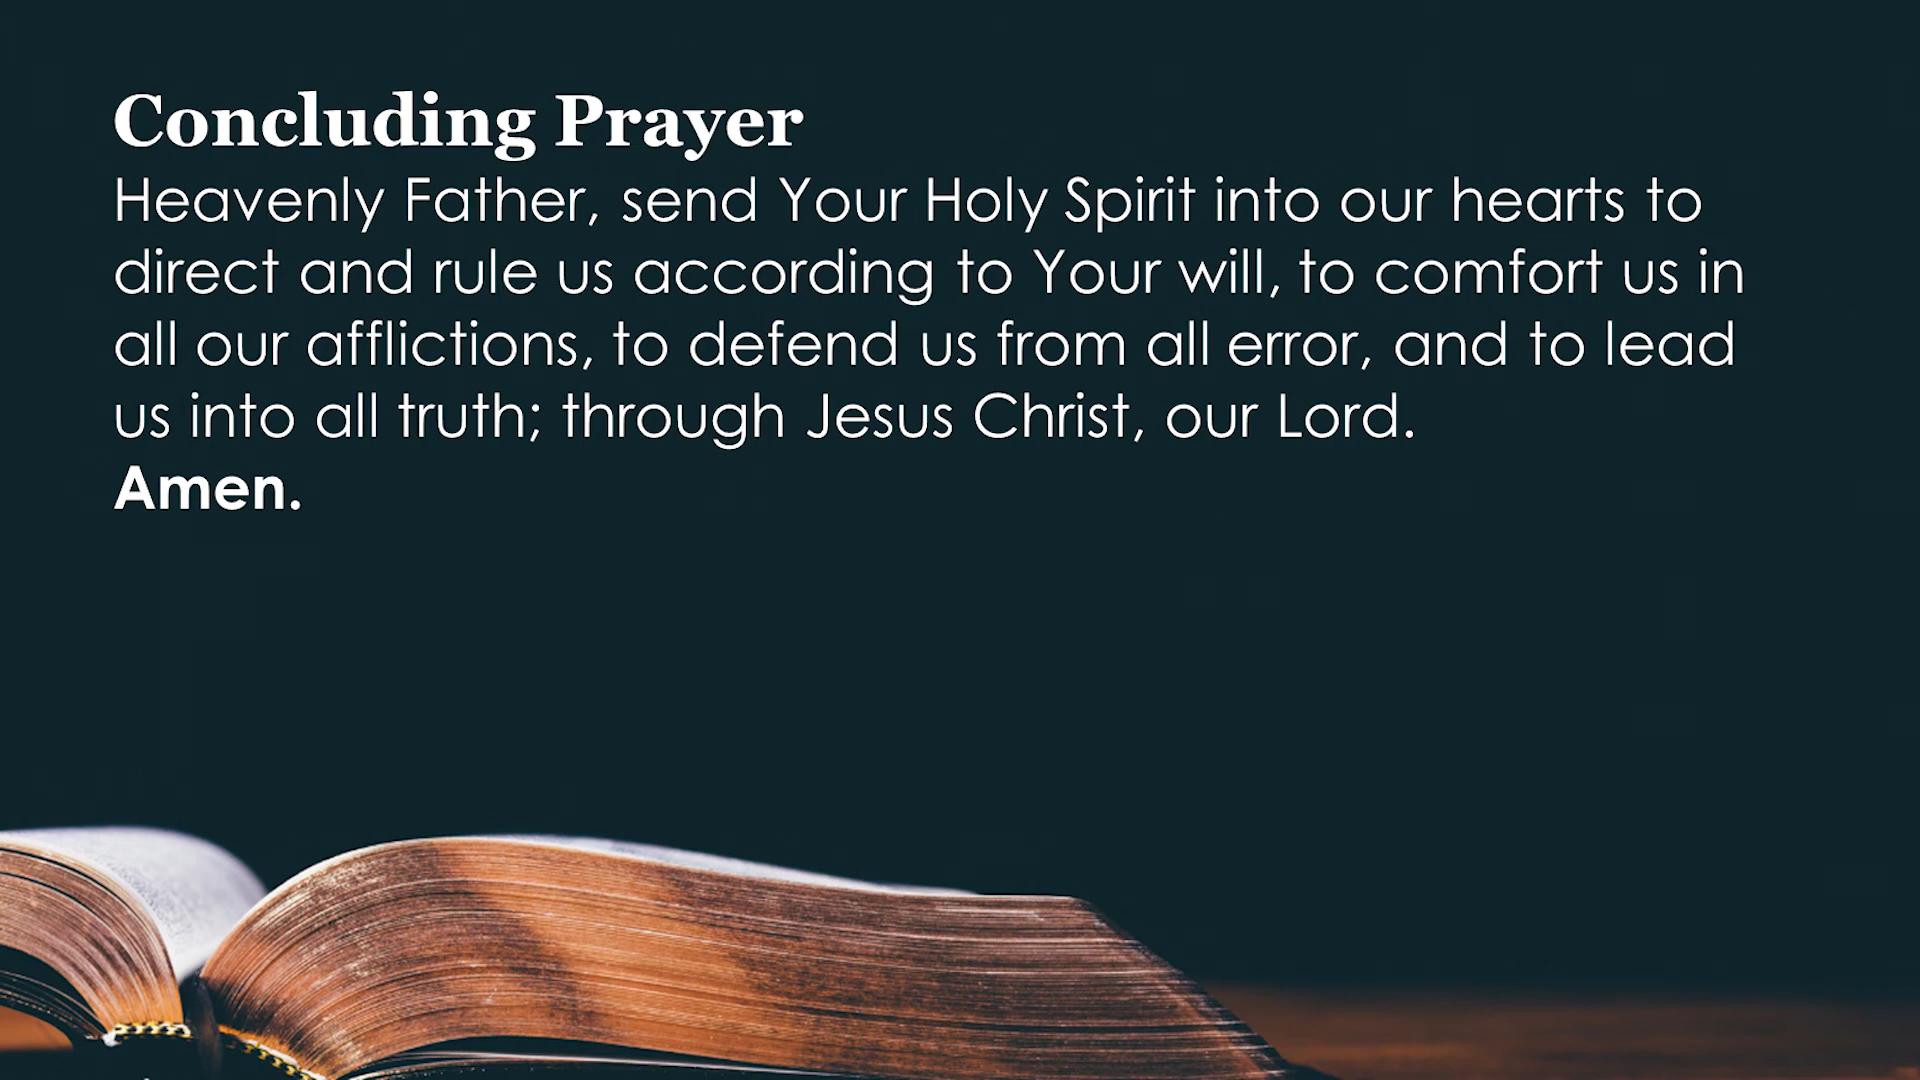 Concluding Prayer
Heavenly Father, send Your Holy Spirit into our hearts to
direct and rule us according to Your will, to comfort us in
all our afflictions, to defend us from all error, and to lead
us into all truth; through Jesus Christ, our Lord.
Amen.